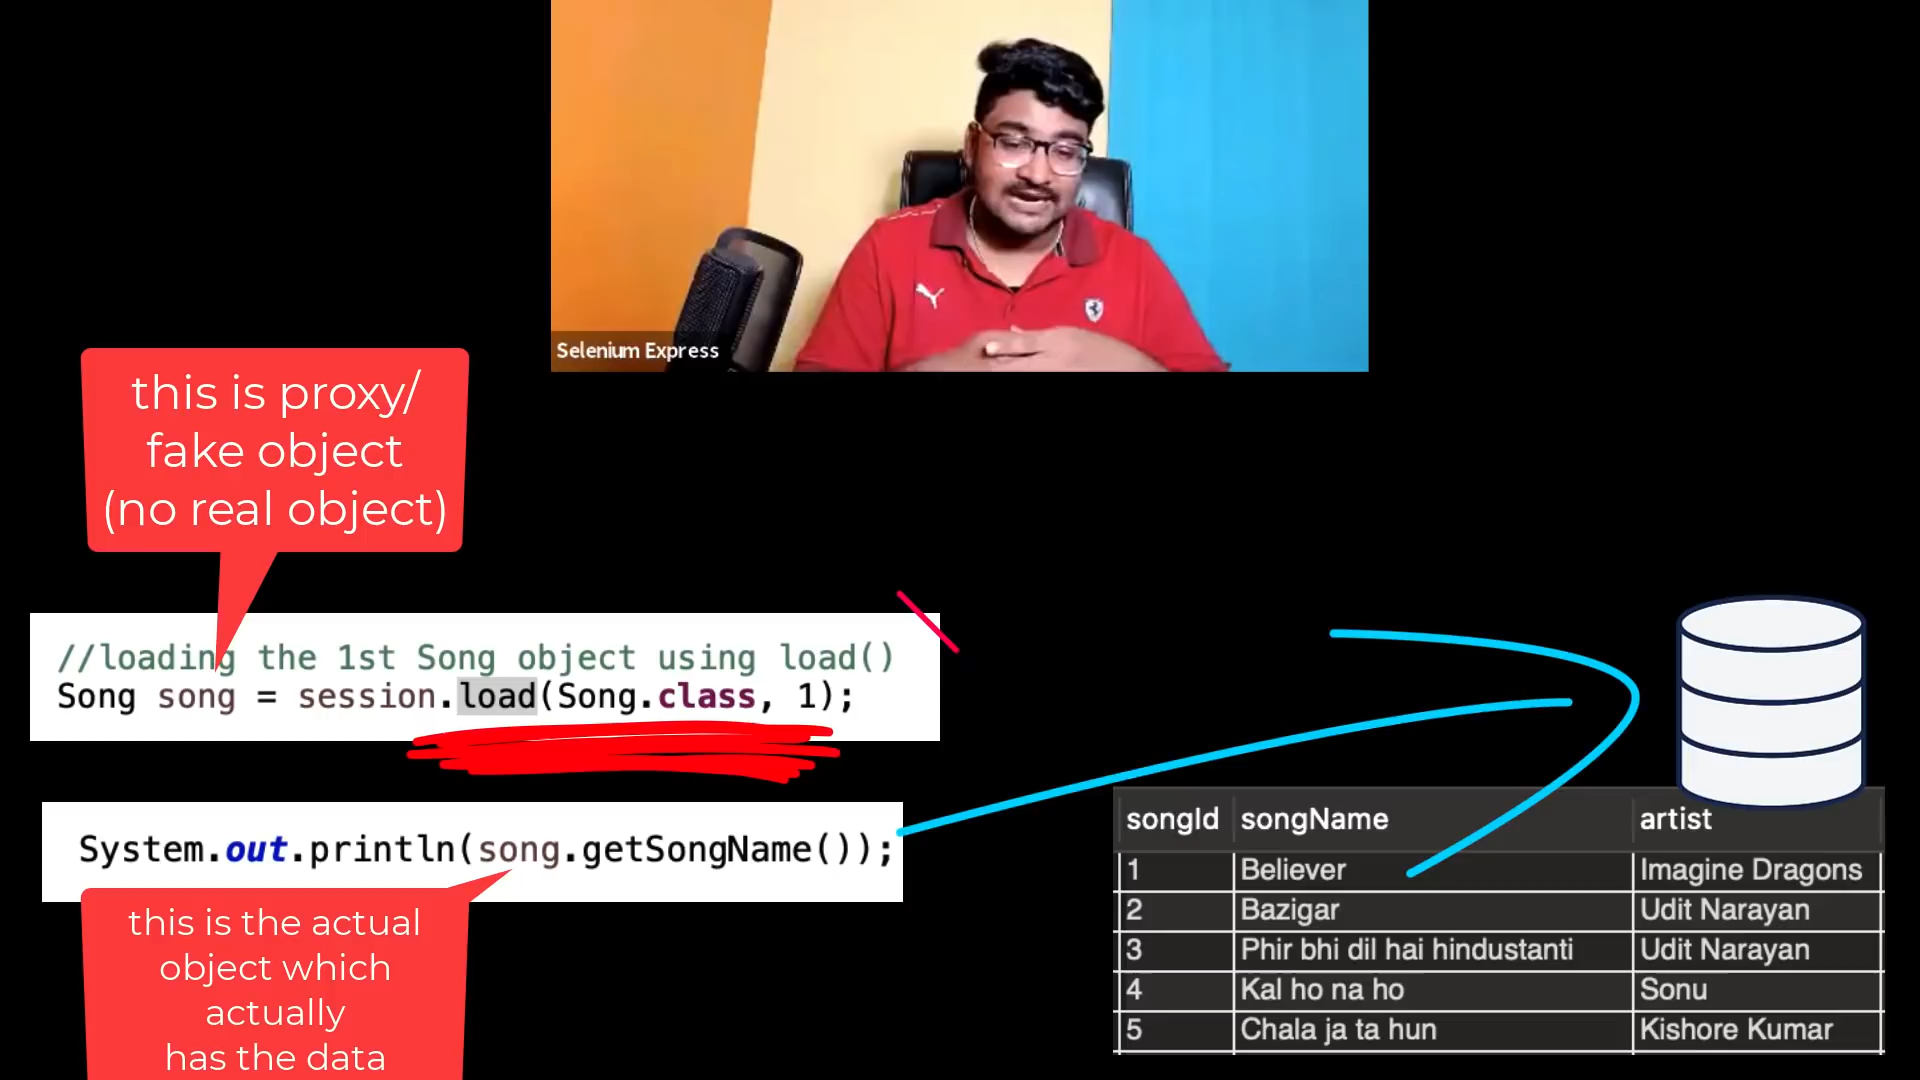 Selenium Express
this is proxy/
fake object
(no real object)
//loading the 1st Song object using load()
Song song = session.load(Song.class, 1);
System.out.println(song.getSongName());
this is the actual
object which
actually
has the data
songId songName artist
1 Believer Imagine Dragons
2 Bazigar Udit Narayan
3 Phir bhi dil hai hindustanti Udit Narayan
4 Kal ho na ho Sonu
5 Chala ja ta hun Kishore Kumar